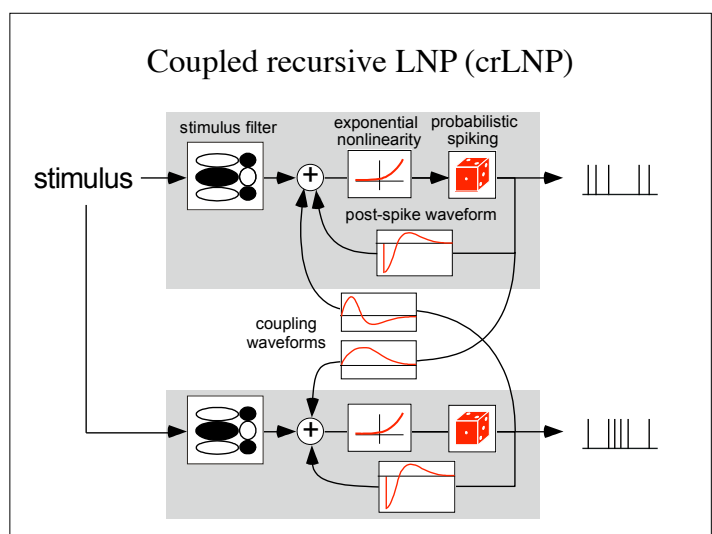 Coupled recursive LNP (crLNP)
stimulus filter
exponential
nonlinearity
probabilistic
spiking
stimulus
+
post-spike waveform
coupling
waveforms
+